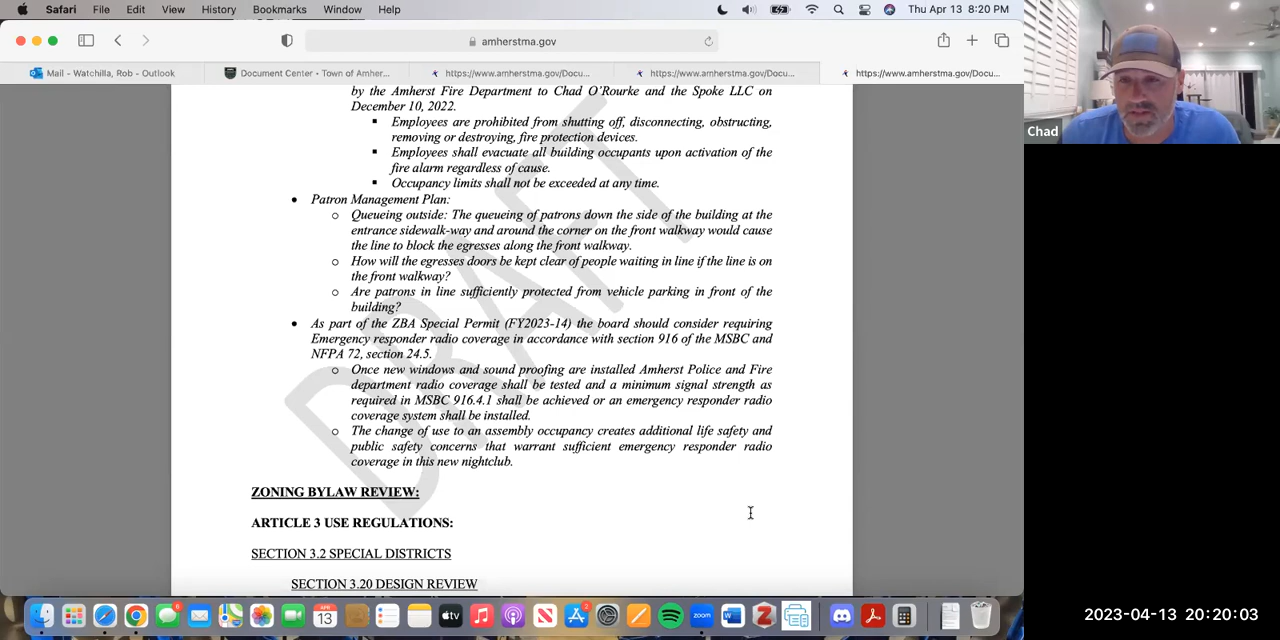 Safari File Edit View History Bookmarks Window Help Thu Apr 13 8:20 PM
amherstma.gov
Mail - Watchilla, Rob - Outlook Document Center • Town of Amher... https://www.amherstma.gov/Docu... https://www.amherstma.gov/Docu... https://www.amherstma.gov/Docu...
by the Amherst Fire Department to Chad O'Rourke and the Spoke LLC on
December 10, 2022.
▪ Employees are prohibited from shutting off, disconnecting, obstructing,
removing or destroying, fire protection devices.
▪ Employees shall evacuate all building occupants upon activation of the
fire alarm regardless of cause.
▪ Occupancy limits shall not be exceeded at any time.
• Patron Management Plan:
o Queueing outside: The queueing of patrons down the side of the building at the
entrance sidewalk-way and around the corner on the front walkway would cause
the line to block the egresses along the front walkway.
o How will the egresses doors be kept clear of people waiting in line if the line is on
the front walkway?
o Are patrons in line sufficiently protected from vehicle parking in front of the
building?
• As part of the ZBA Special Permit (FY2023-14) the board should consider requiring
Emergency responder radio coverage in accordance with section 916 of the MSBC and
NFPA 72, section 24.5.
o Once new windows and sound proofing are installed Amherst Police and Fire
department radio coverage shall be tested and a minimum signal strength as
required in MSBC 916.4.1 shall be achieved or an emergency responder radio
coverage system shall be installed.
o The change of use to an assembly occupancy creates additional life safety and
public safety concerns that warrant sufficient emergency responder radio
coverage in this new nightclub.
DRAFT
ZONING BYLAW REVIEW:
ARTICLE 3 USE REGULATIONS:
SECTION 3.2 SPECIAL DISTRICTS
SECTION 3.20 DESIGN REVIEW
Chad
APR
13
tv
zoom
2023-04-13 20:20:03